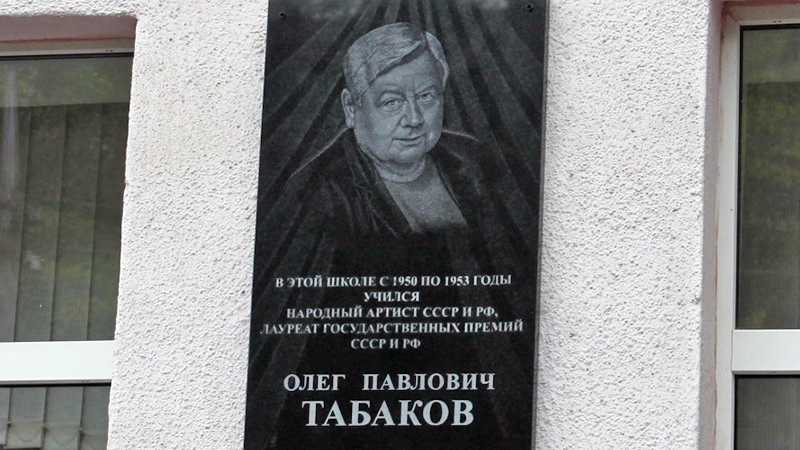 В ЭТОЙ ШКОЛЕ С 1950 ПО 1953 ГОДЫ
УЧИЛСЯ
НАРОДНЫЙ АРТИСТ СССР И РФ,
ЛАУРЕАТ ГОСУДАРСТВЕННЫХ ПРЕМИЙ
СССР И РФ
ОЛЕГ ПАВЛОВИЧ
ТАБАКОВ